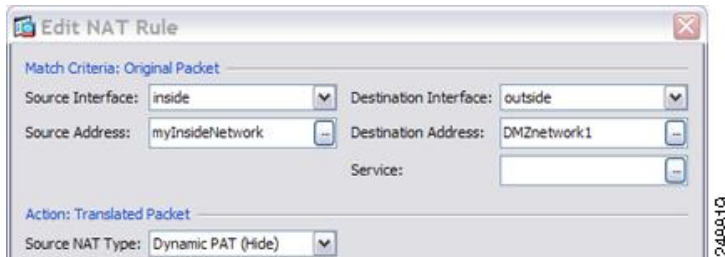 Edit NAT Rule
Match Criteria: Original Packet
Source Interface: inside Destination Interface: outside
Source Address: myInsideNetwork Destination Address: DMZnetwork1
Service:
Action: Translated Packet
Source NAT Type: Dynamic PAT (Hide)
248819